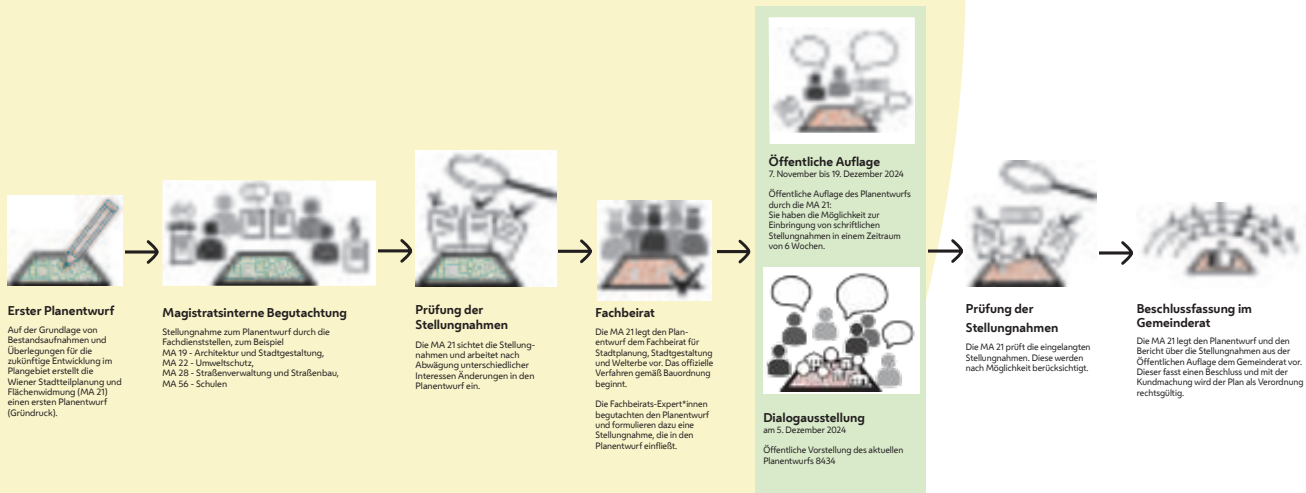 Erster Planentwurf
Auf der Grundlage von
Bestandsaufnahmen und
Überlegungen für die
zukünftige Entwicklung im
Plangebiet erstellt die
Wiener Stadtteilplanung und
Flächenwidmung (MA 21)
einen ersten Planentwurf
(Gründruck).
Magistratsinterne Begutachtung
Stellungnahme zum Planentwurf durch die
Fachdienststellen, zum Beispiel
MA 19 - Architektur und Stadtgestaltung,
MA 22 - Umweltschutz,
MA 28 - Straßenverwaltung und Straßenbau,
MA 56 - Schulen
Prüfung der
Stellungnahmen
Die MA 21 sichtet die Stellung-
nahmen und arbeitet nach
Abwägung unterschiedlicher
Interessen Änderungen in den
Planentwurf ein.
Fachbeirat
Die MA 21 legt den Plan-
entwurf dem Fachbeirat für
Stadtplanung, Stadtgestaltung
und Welterbe vor. Das offizielle
Verfahren gemäß Bauordnung
beginnt.
Die Fachbeirats-Expert*innen
begutachten den Planentwurf
und formulieren dazu eine
Stellungnahme, die in den
Planentwurf einfließt.
Öffentliche Auflage
7. November bis 19. Dezember 2024
Öffentliche Auflage des Planentwurfs
durch die MA 21:
Sie haben die Möglichkeit zur
Einbringung von schriftlichen
Stellungnahmen in einem Zeitraum
von 6 Wochen.
Dialogausstellung
am 5. Dezember 2024
Öffentliche Vorstellung des aktuellen
Planentwurfs 8434
Prüfung der
Stellungnahmen
Die MA 21 prüft die eingelangten
Stellungnahmen. Diese werden
nach Möglichkeit berücksichtigt.
Beschlussfassung im
Gemeinderat
Die MA 21 legt den Planentwurf und den
Bericht über die Stellungnahmen aus der
Öffentlichen Auflage dem Gemeinderat vor.
Dieser fasst einen Beschluss und mit der
Kundmachung wird der Plan als Verordnung
rechtsgültig.